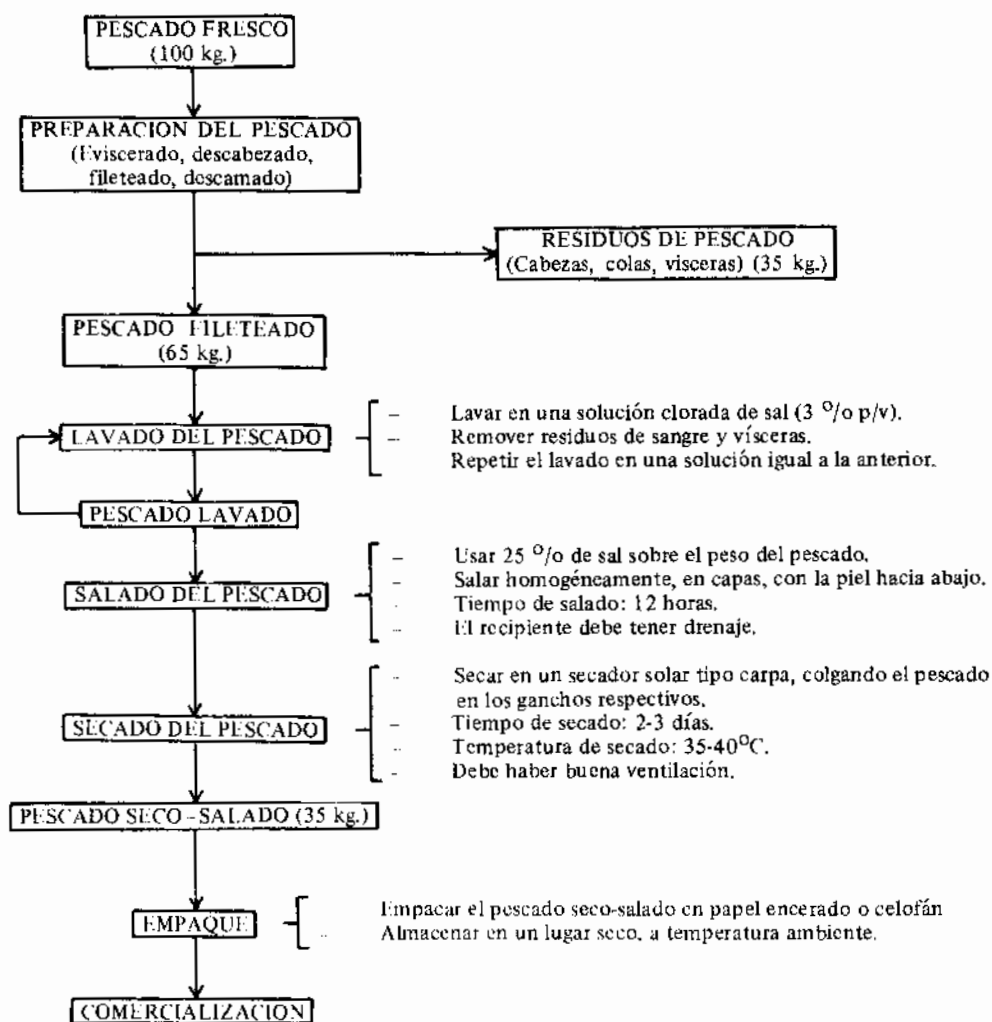 PESCADO FRESCO
(100 kg.)
PREPARACION DEL PESCADO
(Eviscerado, descabezado,
fileteado, descamado)
RESIDUOS DE PESCADO
(Cabezas, colas, visceras) (35 kg.)
PESCADO FILETEADO
(65 kg.)
LAVADO DEL PESCADO
– Lavar en una solución clorada de sal (3 º/o p/v).
– Remover residuos de sangre y vísceras.
Repetir el lavado en una solución igual a la anterior.
PESCADO LAVADO
SALADO DEL PESCADO
– Usar 25 º/o de sal sobre el peso del pescado.
– Salar homogéneamente, en capas, con la piel hacia abajo.
- Tiempo de salado: 12 horas.
– El recipiente debe tener drenaje.
SECADO DEL PESCADO
– Secar en un secador solar tipo carpa, colgando el pescado
en los ganchos respectivos.
– Tiempo de secado: 2-3 días.
- Temperatura de secado: 35-40ºC.
- Debe haber buena ventilación.
PESCADO SECO-SALADO (35 kg.)
EMPAQUE
Empacar el pescado seco-salado en papel encerado o celofán
- Almacenar en un lugar seco, a temperatura ambiente.
COMERCIALIZACION